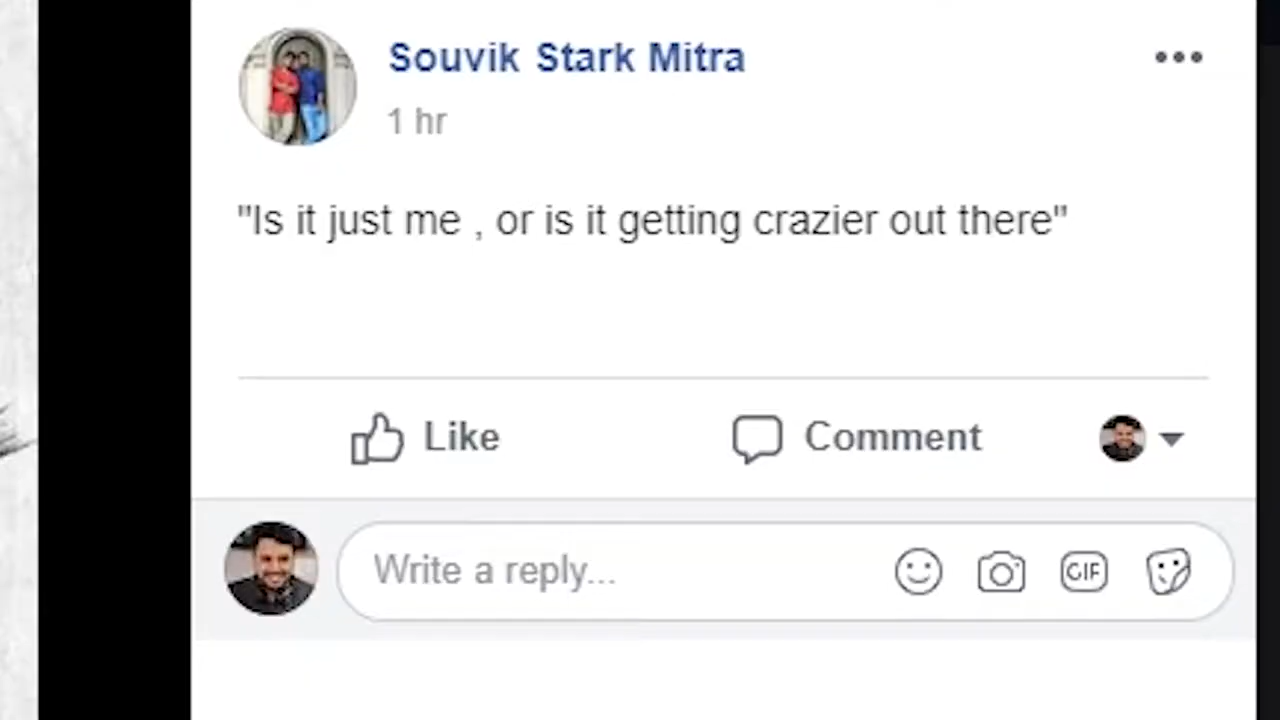 Souvik Stark Mitra
1 hr
"Is it just me , or is it getting crazier out there"
Like
Comment
Write a reply...
GIF